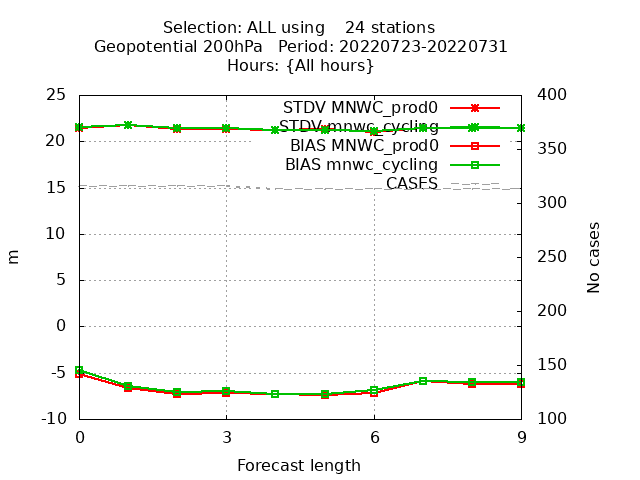 Selection: ALL using    24 stations
Geopotential 200hPa   Period: 20220723-20220731
Hours: {All hours}
25
20
15
10
5
0
-5
-10
400
350
300
250
200
150
100
STDV MNWC_prod0
STDV mnwc_cycling
BIAS MNWC_prod0
BIAS mnwc_cycling
CASES
m
No cases
0
3
6
9
Forecast length